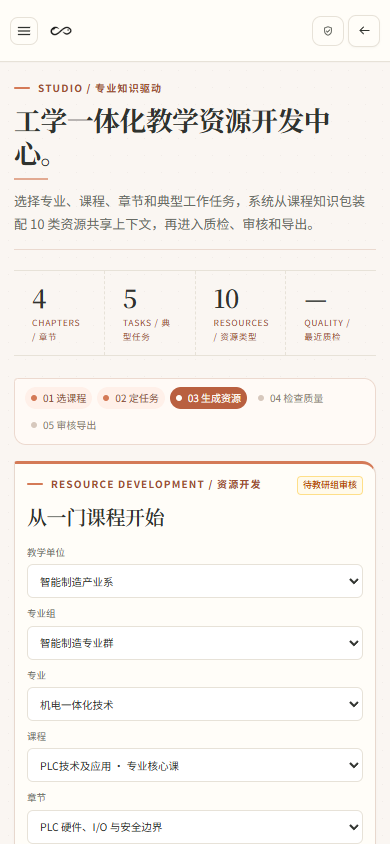 STUDIO / 专业知识驱动
工学一体化教学资源开发中
心。
选择专业、课程、章节和典型工作任务，系统从课程知识包装
配 10 类资源共享上下文，再进入质检、审核和导出。
4
CHAPTERS
/ 章节
5
TASKS / 典
型任务
10
RESOURCES
/ 资源类型
—
QUALITY /
最近质检
01 选课程
02 定任务
03 生成资源
04 检查质量
05 审核导出
RESOURCE DEVELOPMENT / 资源开发
待教研组审核
从一门课程开始
教学单位
智能制造产业系
专业组
智能制造专业群
专业
机电一体化技术
课程
PLC技术及应用 · 专业核心课
章节
PLC 硬件、I/O 与安全边界